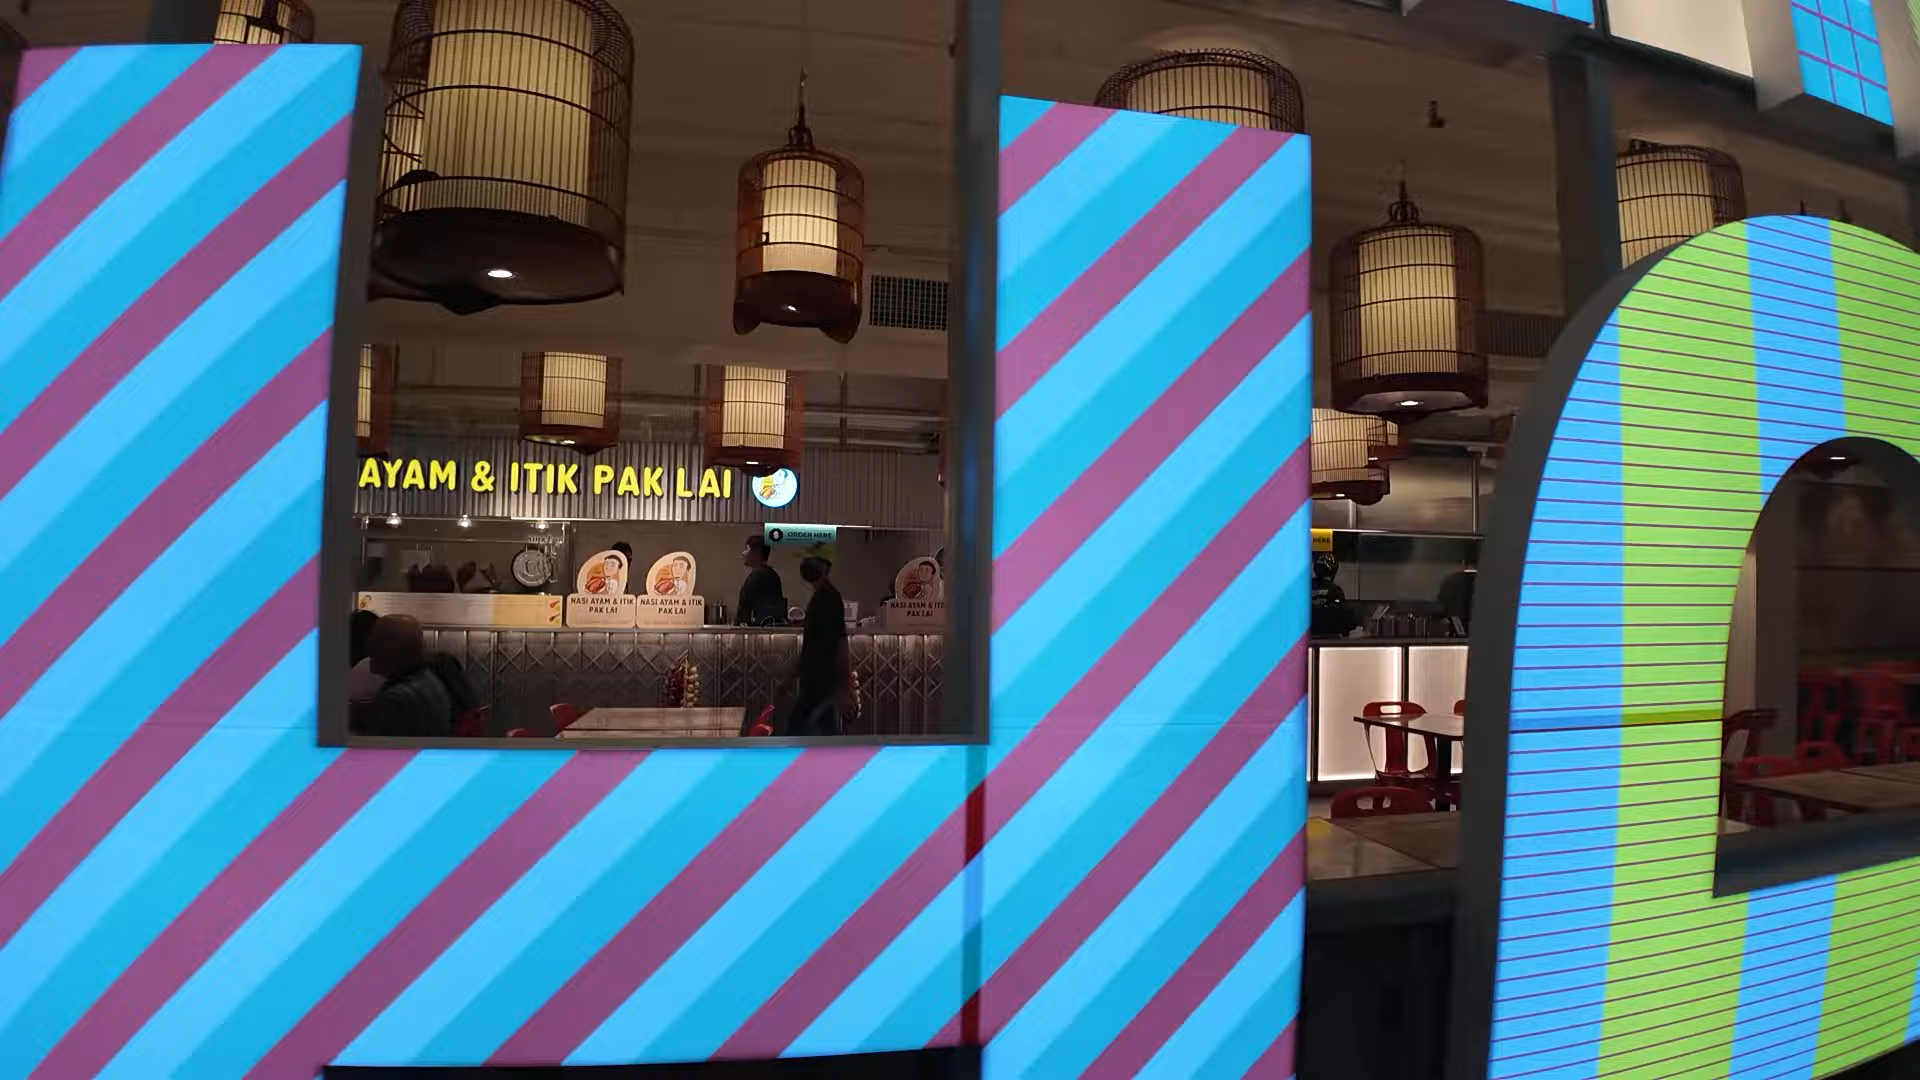 AYAM & ITIK PAK LAI
ORDER HERE
HERE
NASI AYAM & ITIK
PAK LAI
NASI AYAM & ITIK
PAK LAI
NASI AYAM & ITIK
PAK LAI